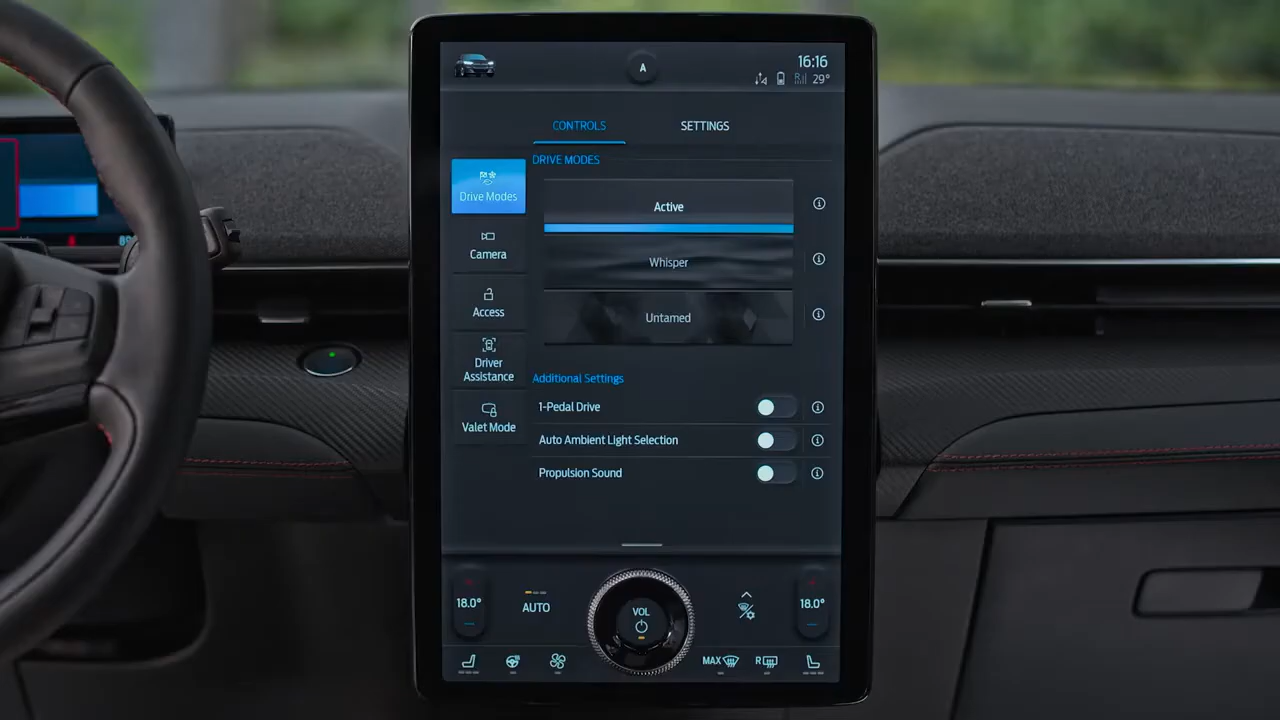 A
16:16
29°
CONTROLS
SETTINGS
DRIVE MODES
Drive Modes
Active
Whisper
Untamed
Camera
Access
Driver
Assistance
Valet Mode
Additional Settings
1-Pedal Drive
Auto Ambient Light Selection
Propulsion Sound
18.0°
AUTO
VOL
18.0°
MAX
R